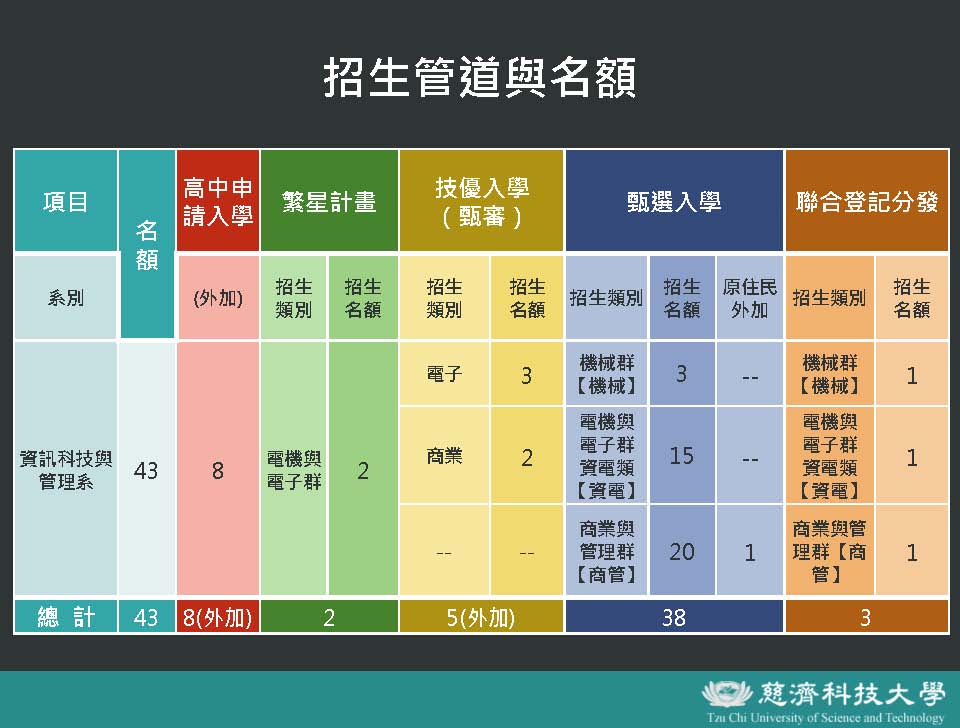 招生管道與名額
項目
名
額
高中申
請入學
繁星計畫
技優入學
（甄審）
甄選入學
聯合登記分發
系別
(外加)
招生
類別
招生
名額
招生
類別
招生
名額
招生類別
招生
名額
原住民
外加
招生類別
招生
名額
資訊科技與
管理系
43
8
電機與
電子群
2
電子
3
機械群
【機械】
3
--
機械群
【機械】
1
商業
2
電機與
電子群
資電類
【資電】
15
--
電機與
電子群
資電類
【資電】
1
--
--
商業與
管理群
【商管】
20
1
商業與管
理群【商
管】
1
總 計
43
8(外加)
2
5(外加)
38
3
慈濟科技大學
Tzu Chi University of Science and Technology